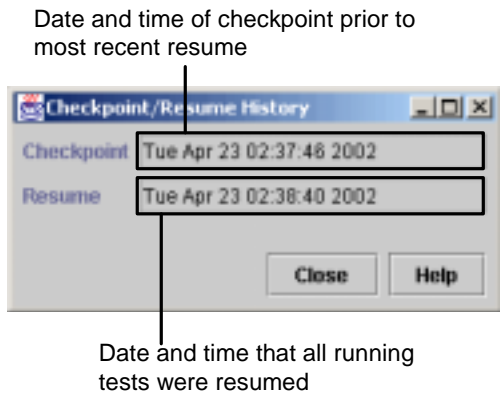 Date and time of checkpoint prior to
most recent resume
Checkpoint/Resume History
Checkpoint Tue Apr 23 02:37:46 2002
Resume Tue Apr 23 02:38:40 2002
Close Help
Date and time that all running
tests were resumed